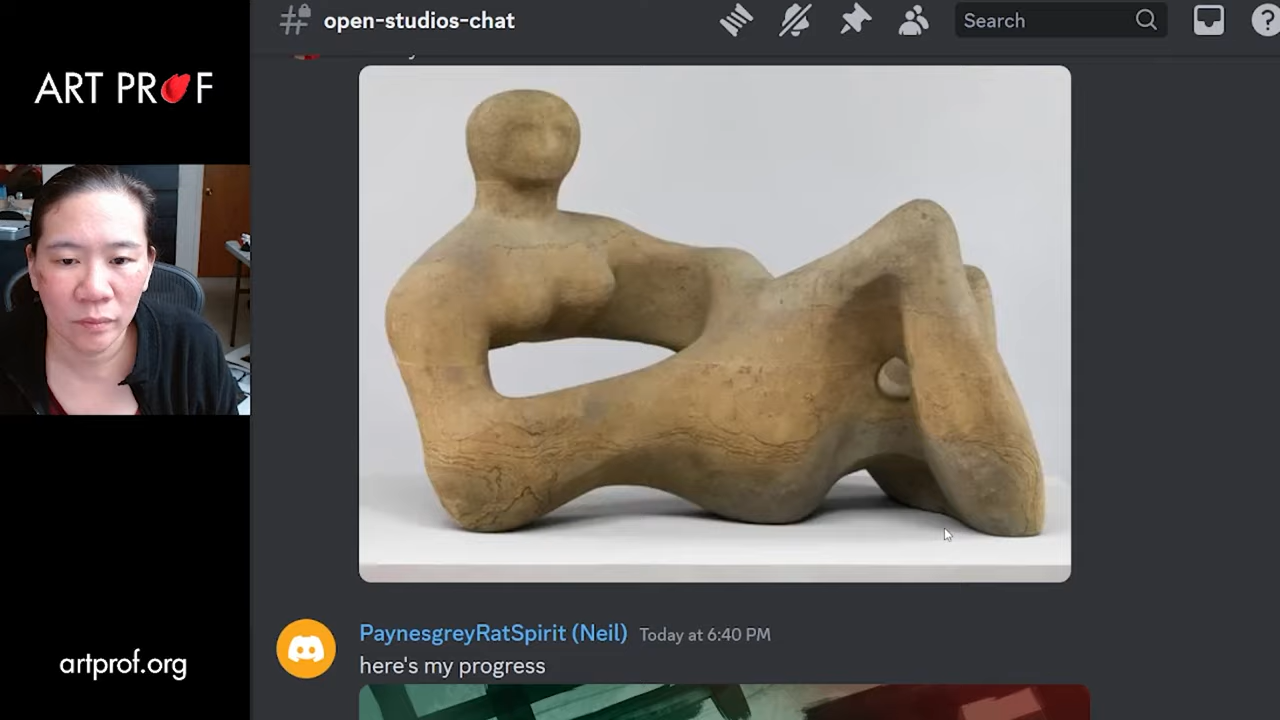 open-studios-chat
Search
ART PROF
PaynesgreyRatSpirit (Neil) Today at 6:40 PM
here's my progress
artprof.org